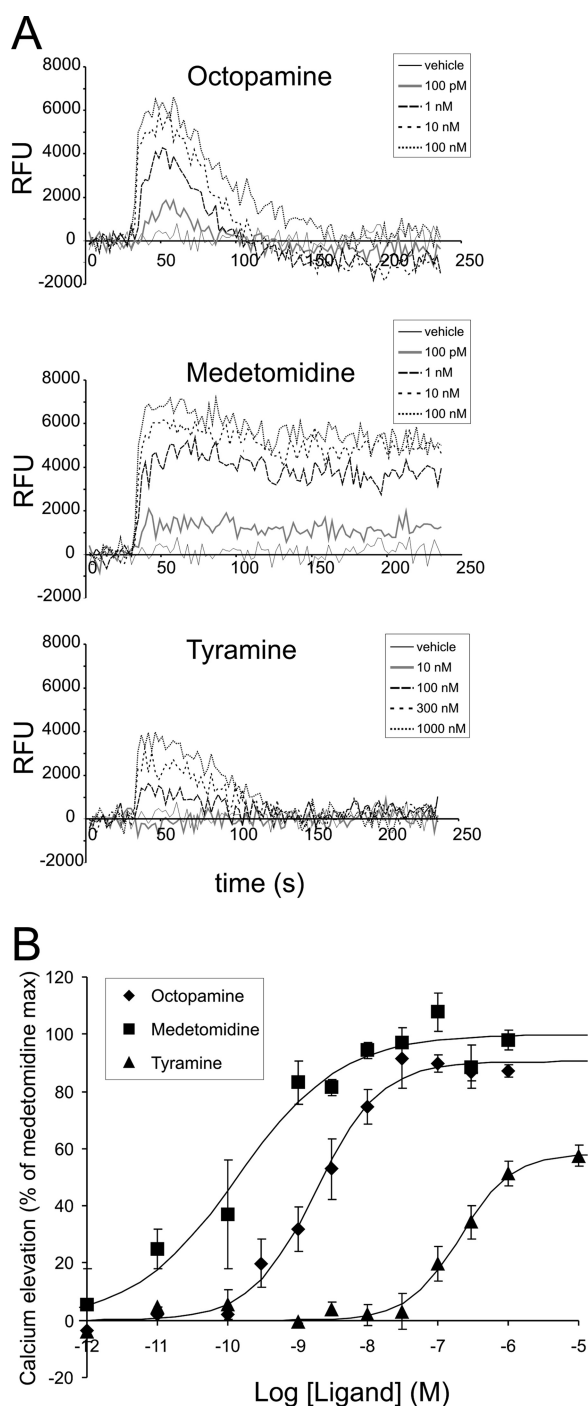 A
Octopamine
vehicle
100 pM
1 nM
10 nM
100 nM
RFU
8000
6000
4000
2000
0
-2000
0 50 100 150 200 250
Medetomidine
vehicle
100 pM
1 nM
10 nM
100 nM
RFU
8000
6000
4000
2000
0
-2000
0 50 100 150 200 250
Tyramine
vehicle
10 nM
100 nM
300 nM
1000 nM
RFU
8000
6000
4000
2000
0
-2000
0 50 100 150 200 250
time (s)
B
Octopamine
Medetomidine
Tyramine
Calcium elevation (% of medetomidine max)
120
100
80
60
40
20
0
-20
-12 -11 -10 -9 -8 -7 -6 -5
Log [Ligand] (M)